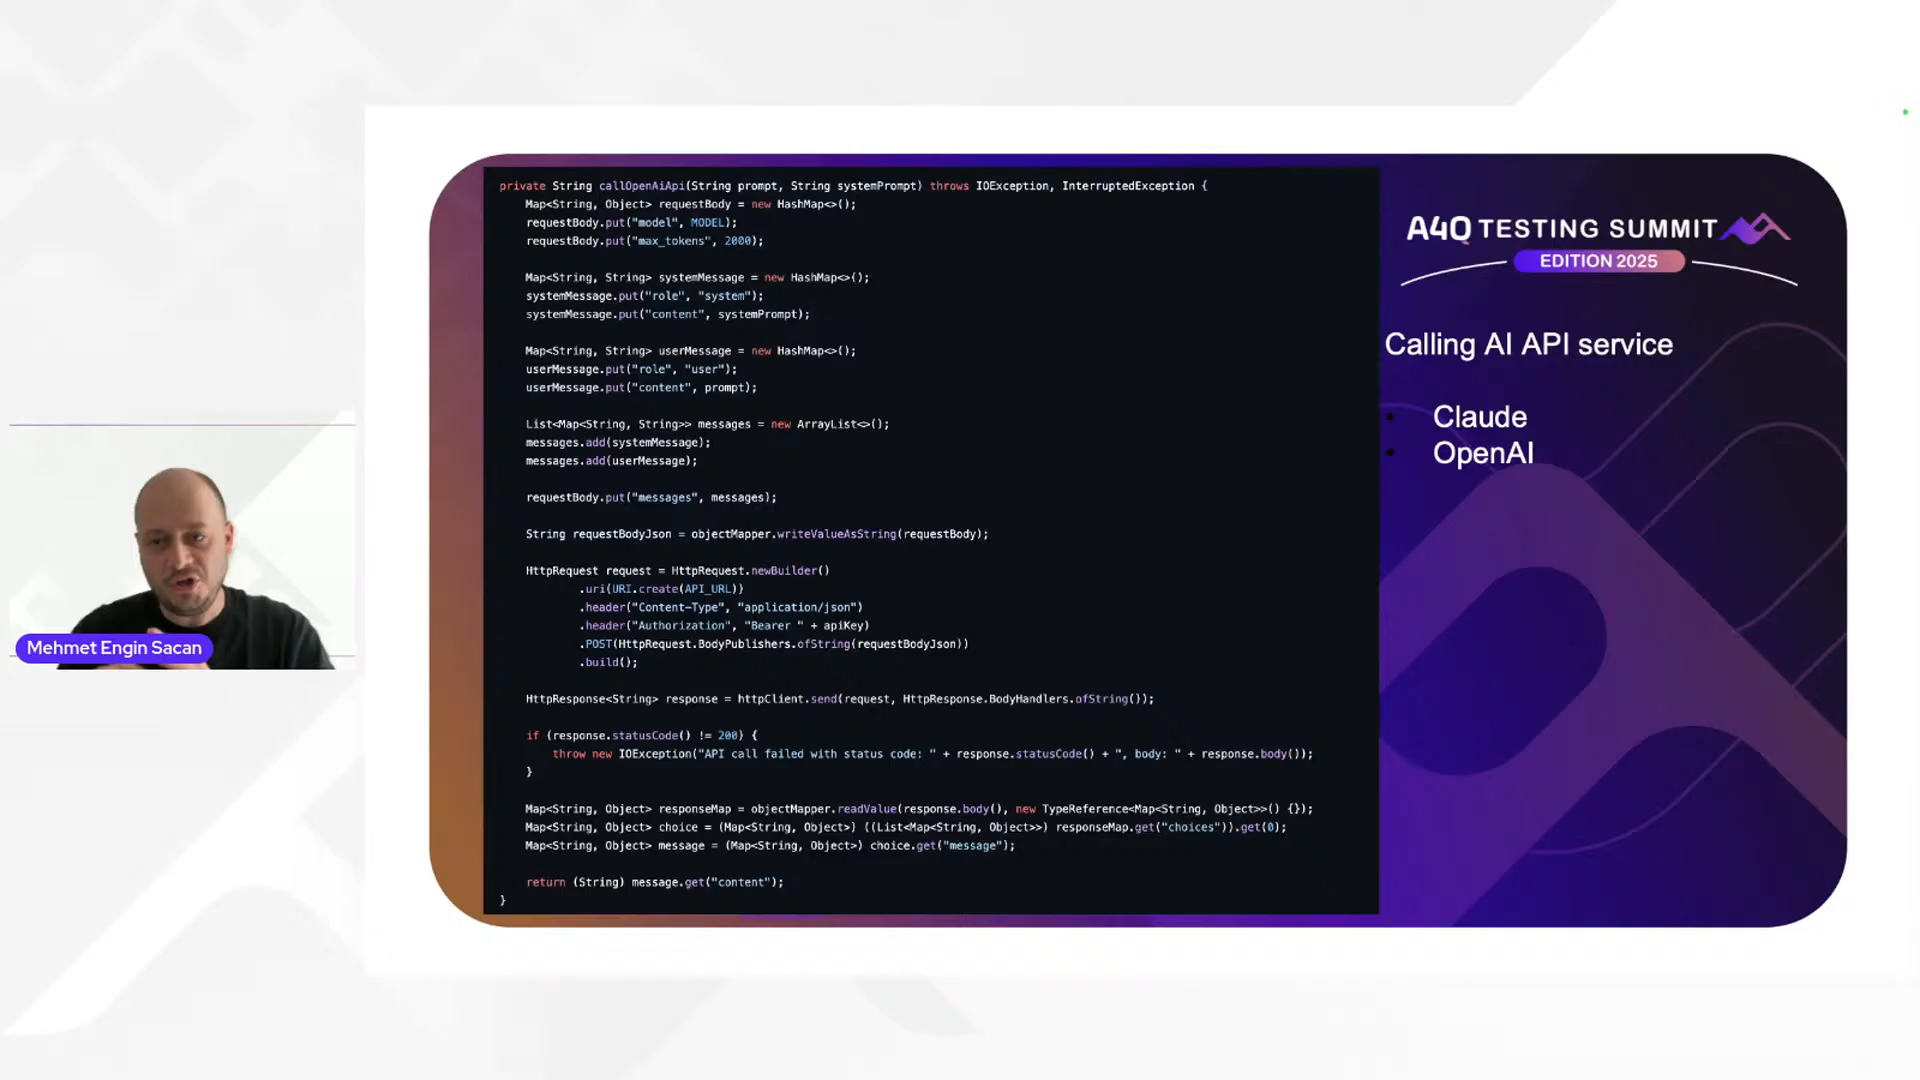 private String callOpenAiApi(String prompt, String systemPrompt) throws IOException, InterruptedException {
    Map<String, Object> requestBody = new HashMap<>();
    requestBody.put("model", MODEL);
    requestBody.put("max_tokens", 2000);

    Map<String, String> systemMessage = new HashMap<>();
    systemMessage.put("role", "system");
    systemMessage.put("content", systemPrompt);

    Map<String, String> userMessage = new HashMap<>();
    userMessage.put("role", "user");
    userMessage.put("content", prompt);

    List<Map<String, String>> messages = new ArrayList<>();
    messages.add(systemMessage);
    messages.add(userMessage);

    requestBody.put("messages", messages);

    String requestBodyJson = objectMapper.writeValueAsString(requestBody);

    HttpRequest request = HttpRequest.newBuilder()
            .uri(URI.create(API_URL))
            .header("Content-Type", "application/json")
            .header("Authorization", "Bearer " + apiKey)
            .POST(HttpRequest.BodyPublishers.ofString(requestBodyJson))
            .build();

    HttpResponse<String> response = httpClient.send(request, HttpResponse.BodyHandlers.ofString());

    if (response.statusCode() != 200) {
        throw new IOException("API call failed with status code: " + response.statusCode() + ", body: " + response.body());
    }

    Map<String, Object> responseMap = objectMapper.readValue(response.body(), new TypeReference<Map<String, Object>>() {});
    Map<String, Object> choice = (Map<String, Object>) ((List<Map<String, Object>>) responseMap.get("choices")).get(0);
    Map<String, Object> message = (Map<String, Object>) choice.get("message");

    return (String) message.get("content");
}
A4Q TESTING SUMMIT
EDITION 2025
Calling AI API service
• Claude
• OpenAI
Mehmet Engin Sacan